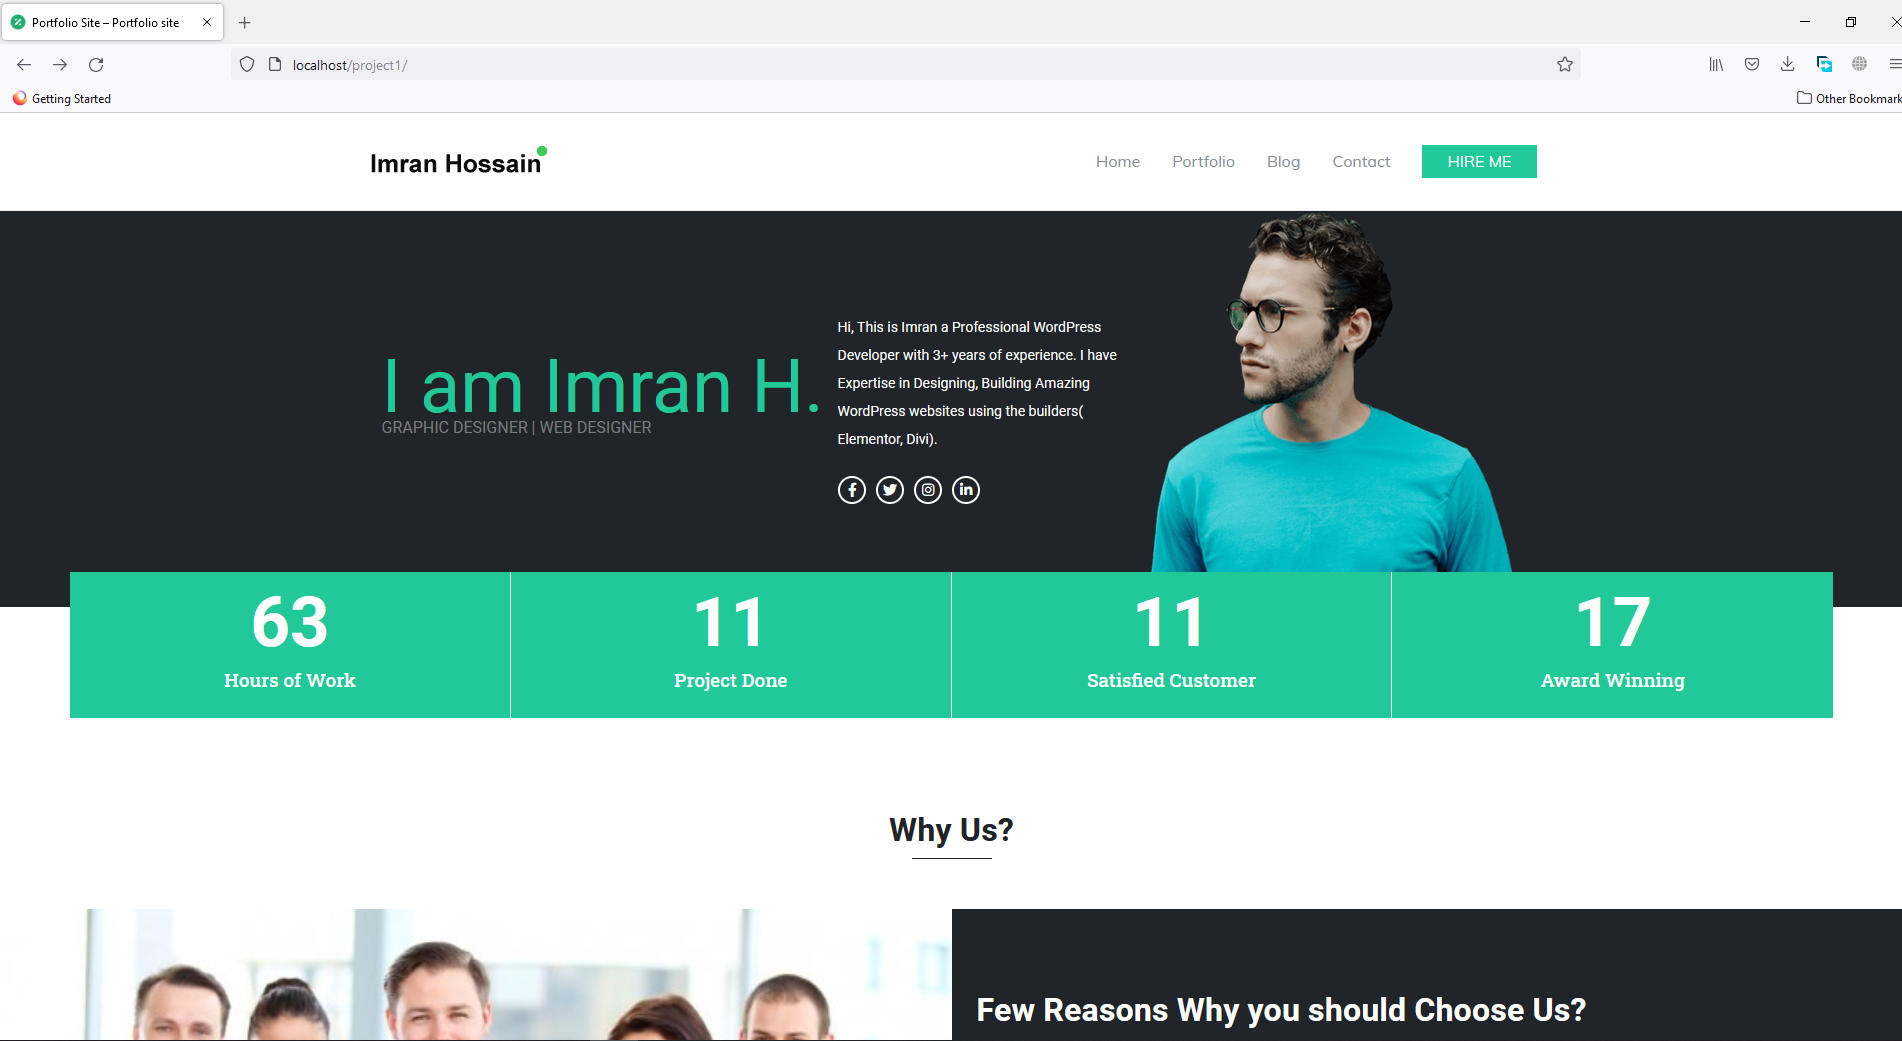 Portfolio Site – Portfolio site
localhost/project1/
Getting Started
Other Bookmark
Imran Hossain
Home Portfolio Blog Contact HIRE ME
I am Imran H.
GRAPHIC DESIGNER | WEB DESIGNER
Hi, This is Imran a Professional WordPress
Developer with 3+ years of experience. I have
Expertise in Designing, Building Amazing
WordPress websites using the builders(
Elementor, Divi).
63
Hours of Work
11
Project Done
11
Satisfied Customer
17
Award Winning
Why Us?
Few Reasons Why you should Choose Us?